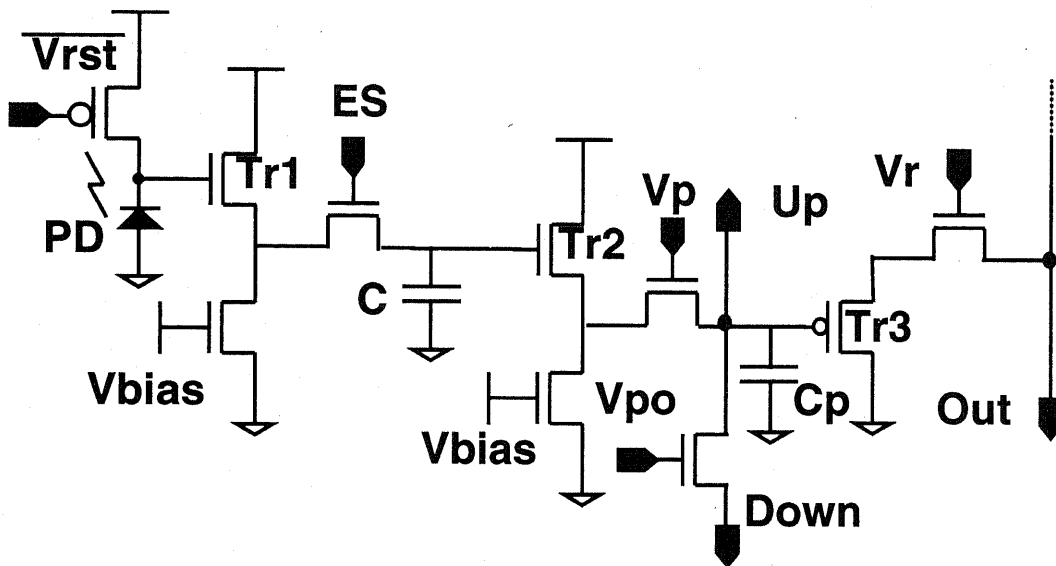 Vrst
Tr1
ES
PD
C
Tr2
Vp
Up
Vr
Tr3
Vbias
Vpo
Cp
Out
Vbias
Down